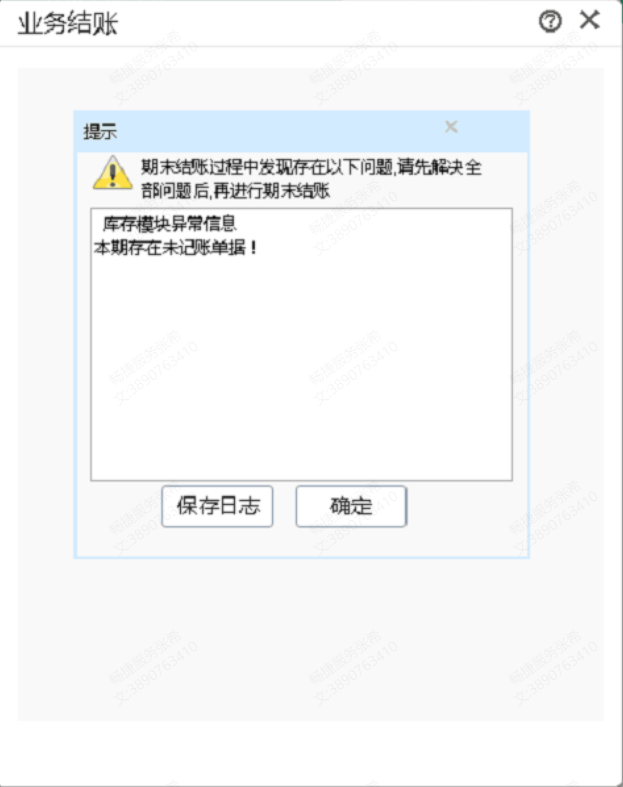 业务结账
提示
期末结账过程中发现存在以下问题,请先解决全
部问题后,再进行期末结账
库存模块异常信息
本期存在未记账单据！
保存日志
确定